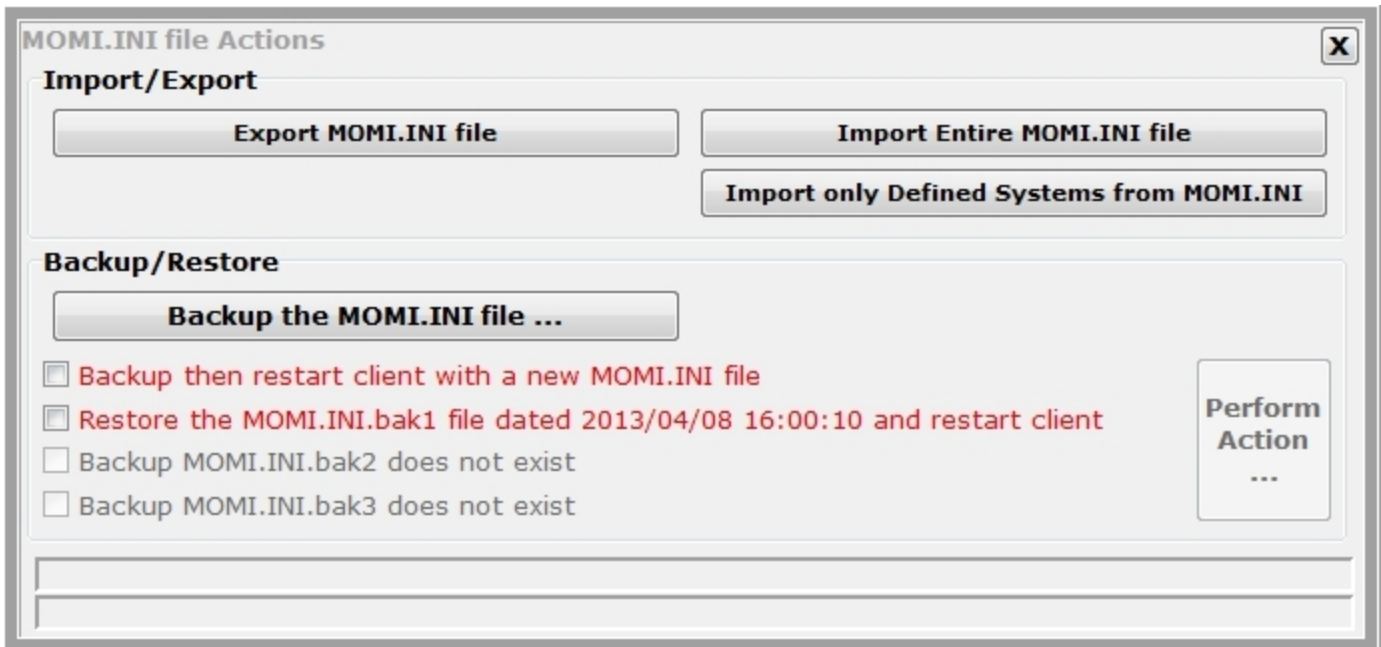 MOMI.INI file Actions
X
Import/Export
Export MOMI.INI file
Import Entire MOMI.INI file
Import only Defined Systems from MOMI.INI
Backup/Restore
Backup the MOMI.INI file ...
Backup then restart client with a new MOMI.INI file
Restore the MOMI.INI.bak1 file dated 2013/04/08 16:00:10 and restart client
Backup MOMI.INI.bak2 does not exist
Backup MOMI.INI.bak3 does not exist
Perform
Action
...